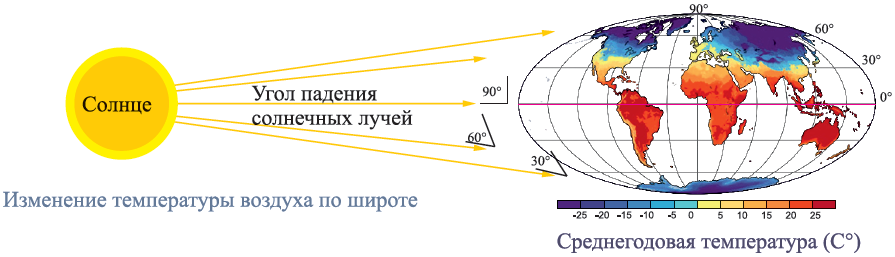 Солнце
Угол падения
солнечных лучей
90°
60°
30°
90°
60°
30°
0°
Изменение температуры воздуха по широте
-25 -20 -15 -10 -5 0 5 10 15 20 25
Среднегодовая температура (C°)